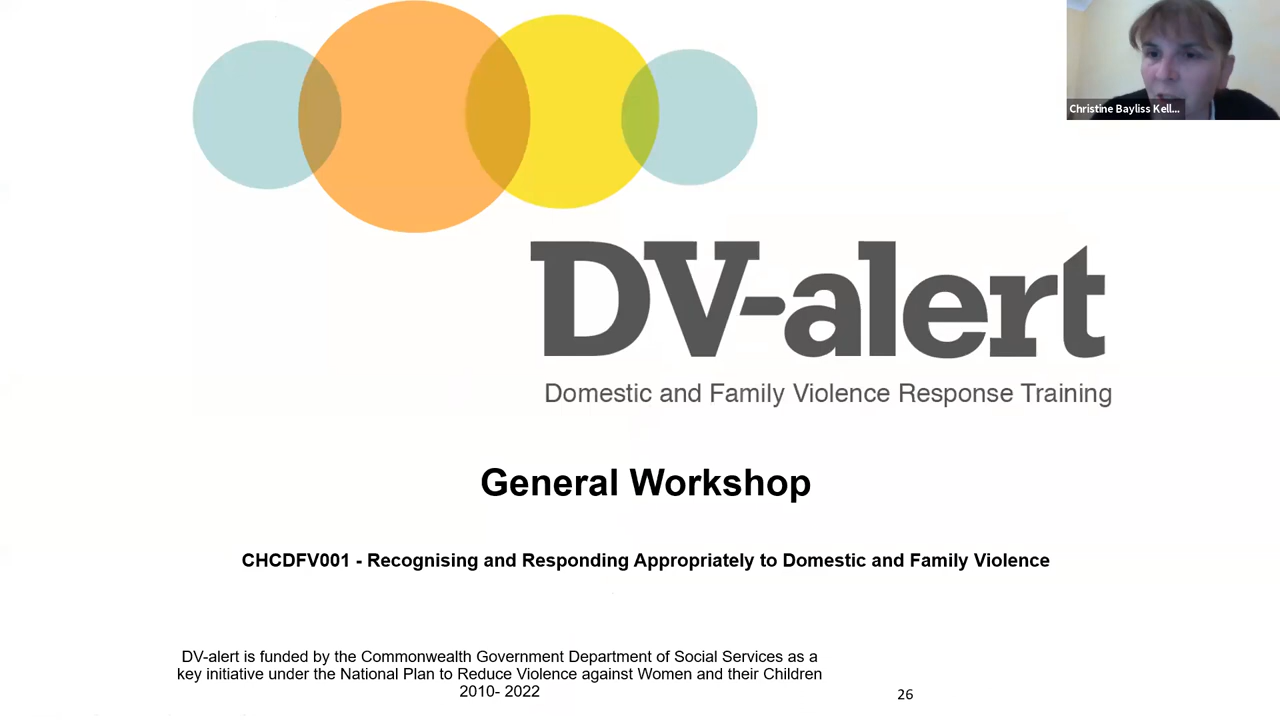 Christine Bayliss Kell...
DV-alert
Domestic and Family Violence Response Training
General Workshop
CHCDFV001 - Recognising and Responding Appropriately to Domestic and Family Violence
DV-alert is funded by the Commonwealth Government Department of Social Services as a
key initiative under the National Plan to Reduce Violence against Women and their Children
2010- 2022
26